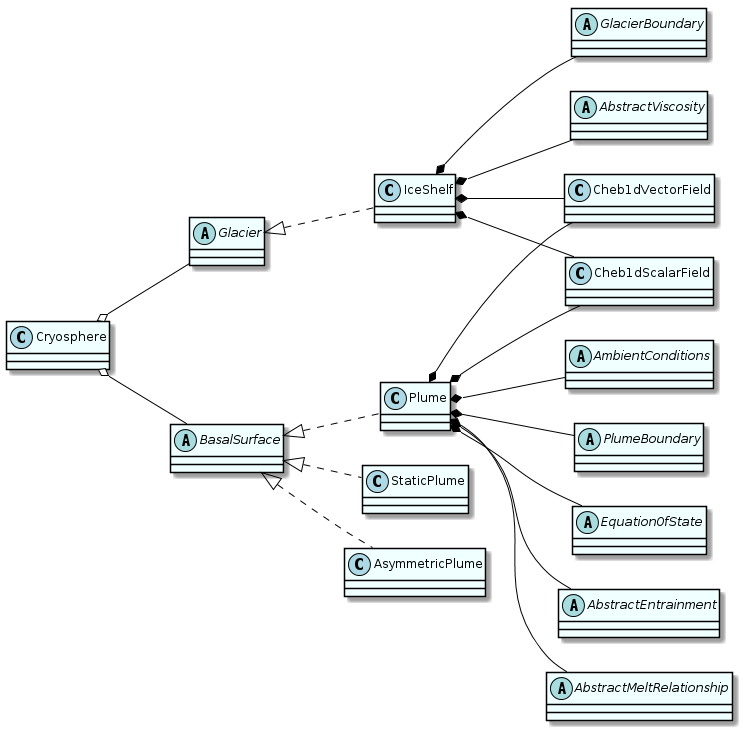 A GlacierBoundary
A AbstractViscosity
C IceShelf
C Cheb1dVectorField
A Glacier
C Cheb1dScalarField
C Cryosphere
A AmbientConditions
C Plume
A BasalSurface
A PlumeBoundary
C StaticPlume
A EquationOfState
C AsymmetricPlume
A AbstractEntrainment
A AbstractMeltRelationship